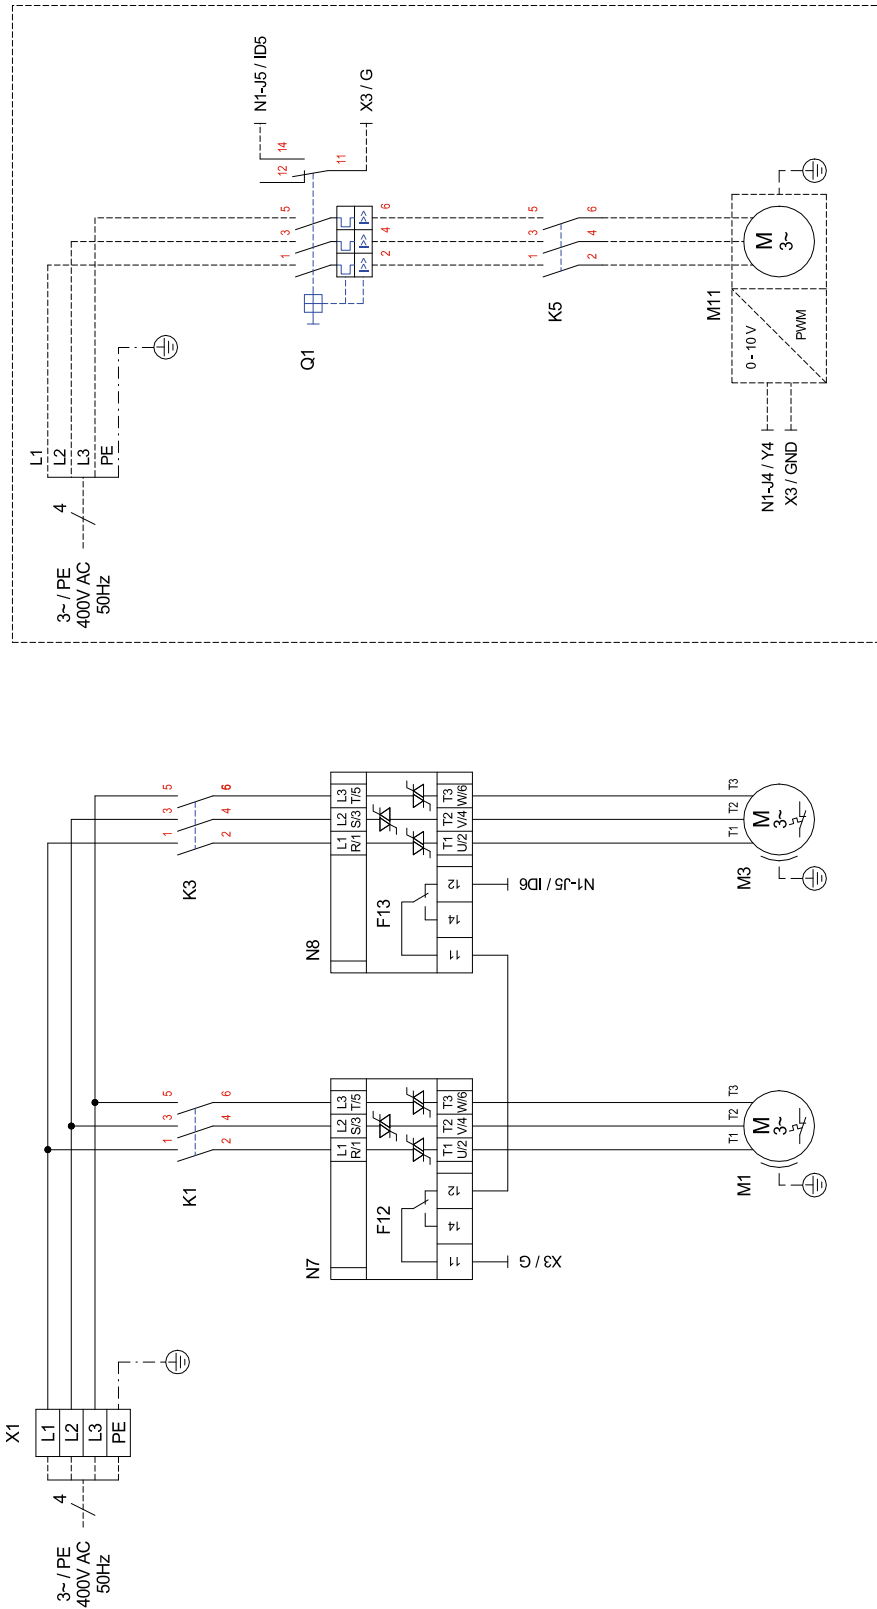 X1
3~ / PE
400V AC
50Hz
4
L1
L2
L3
PE
K1
1
3
5
2
4
6
N7
F12
L1
L2
L3
R/1
S/3
T/5
11
14
12
T1
T2
T3
U/2
V/4
W/6
X3 / G
M1
T1
T2
T3
M
3~
K3
1
3
5
2
4
6
N8
F13
L1
L2
L3
R/1
S/3
T/5
11
14
12
T1
T2
T3
U/2
V/4
W/6
N1-J5 / ID6
M3
T1
T2
T3
M
3~
3~ / PE
400V AC
50Hz
4
L1
L2
L3
PE
Q1
1
3
5
12
14
11
N1-J5 / ID5
X3 / G
I>>
I>>
I>>
2
4
6
K5
1
3
5
2
4
6
M11
0 - 10 V
PWM
M
3~
N1-J4 / Y4
X3 / GND